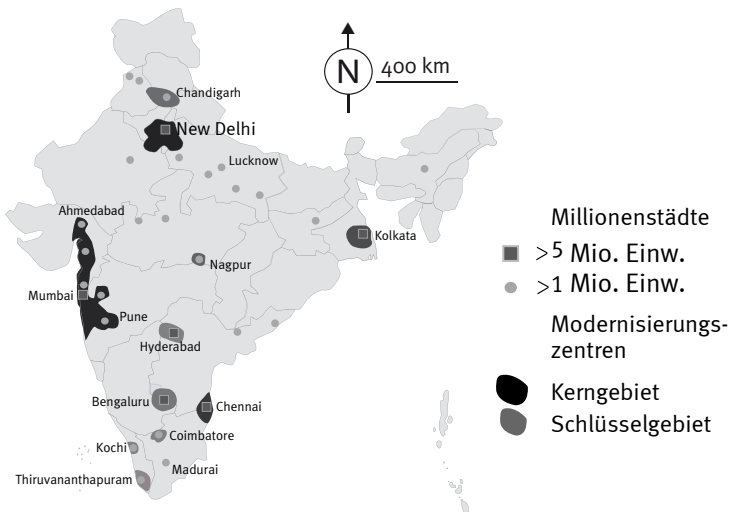 N
400 km
Chandigarh
New Delhi
Lucknow
Ahmedabad
Kolkata
Nagpur
Mumbai
Pune
Hyderabad
Bengaluru
Chennai
Coimbatore
Kochi
Madurai
Thiruvananthapuram
Millionenstädte
>5 Mio. Einw.
>1 Mio. Einw.
Modernisierungs-
zentren
Kerngebiet
Schlüsselgebiet